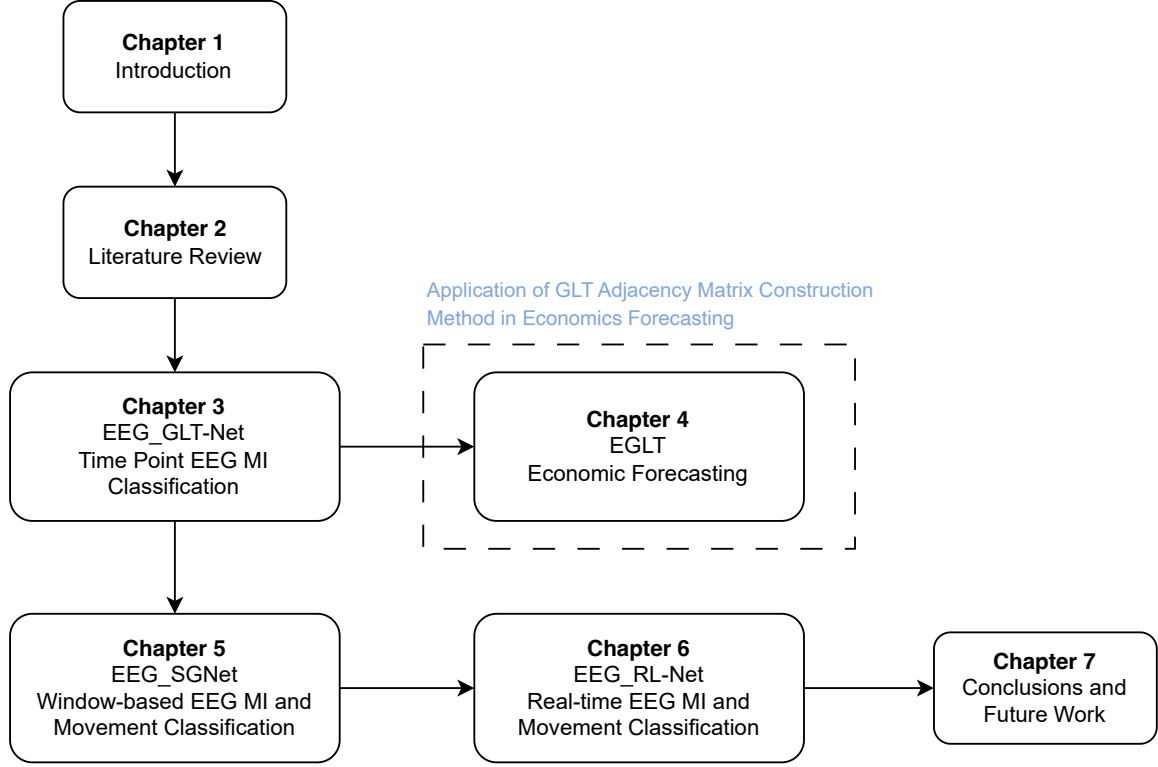 Chapter 1
Introduction
Chapter 2
Literature Review
Application of GLT Adjacency Matrix Construction
Method in Economics Forecasting
Chapter 3
EEG_GLT-Net
Time Point EEG MI
Classification
Chapter 4
EGLT
Economic Forecasting
Chapter 5
EEG_SGNet
Window-based EEG MI and
Movement Classification
Chapter 6
EEG_RL-Net
Real-time EEG MI and
Movement Classification
Chapter 7
Conclusions and
Future Work